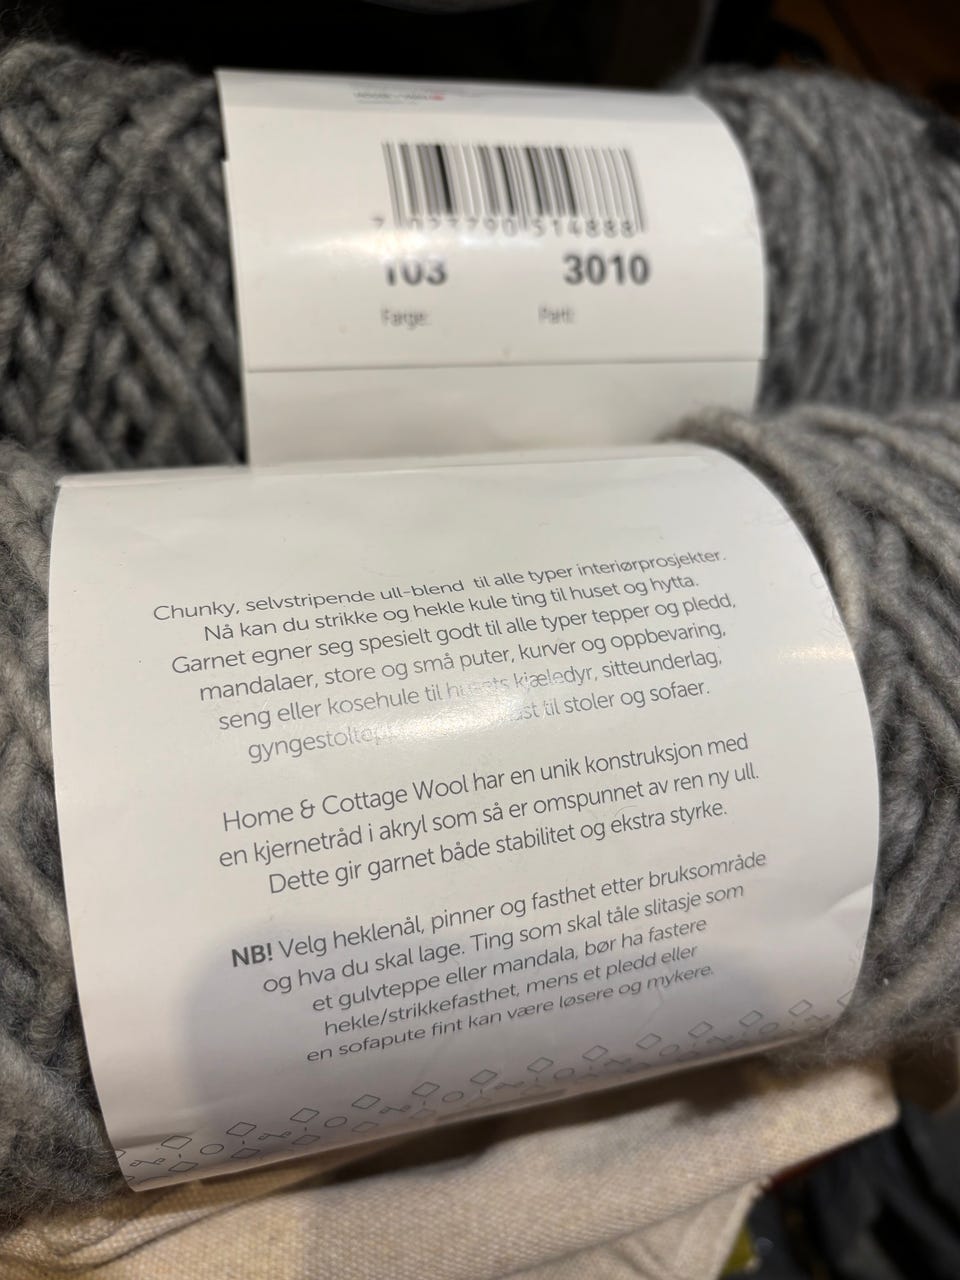 514888
103 3010
Farge: Parti:
Chunky, selvstripende ull-blend til alle typer interiørprosjekter.
Nå kan du strikke og hekle kule ting til huset og hytta.
Garnet egner seg spesielt godt til alle typer tepper og pledd,
mandalaer, store og små puter, kurver og oppbevaring,
seng eller kosehule til husets kjæledyr, sitteunderlag,
til stoler og sofaer.
Home & Cottage Wool har en unik konstruksjon med
en kjernetråd i akryl som så er omspunnet av ren ny ull.
Dette gir garnet både stabilitet og ekstra styrke.
NB! Velg heklenål, pinner og fasthet etter bruksområde
og hva du skal lage. Ting som skal tåle slitasje som
et gulvteppe eller mandala, bør ha fastere
hekle/strikkefasthet, mens et pledd eller
en sofapute fint kan være løsere og mykere.